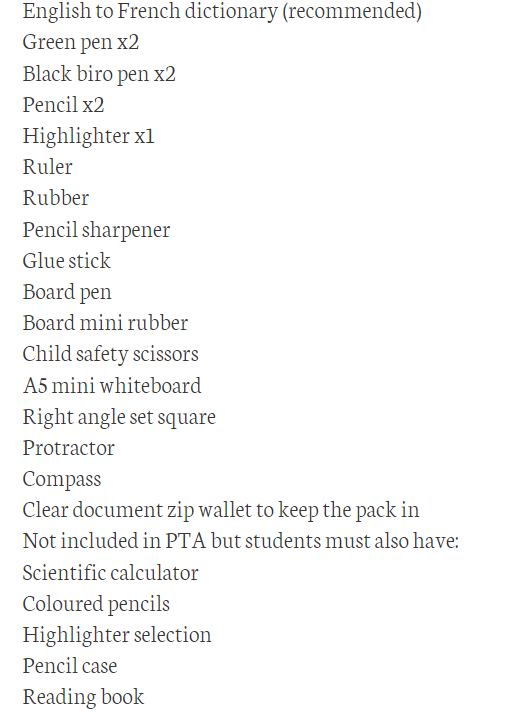 English to French dictionary (recommended)
Green pen x2
Black biro pen x2
Pencil x2
Highlighter x1
Ruler
Rubber
Pencil sharpener
Glue stick
Board pen
Board mini rubber
Child safety scissors
A5 mini whiteboard
Right angle set square
Protractor
Compass
Clear document zip wallet to keep the pack in
Not included in PTA but students must also have:
Scientific calculator
Coloured pencils
Highlighter selection
Pencil case
Reading book